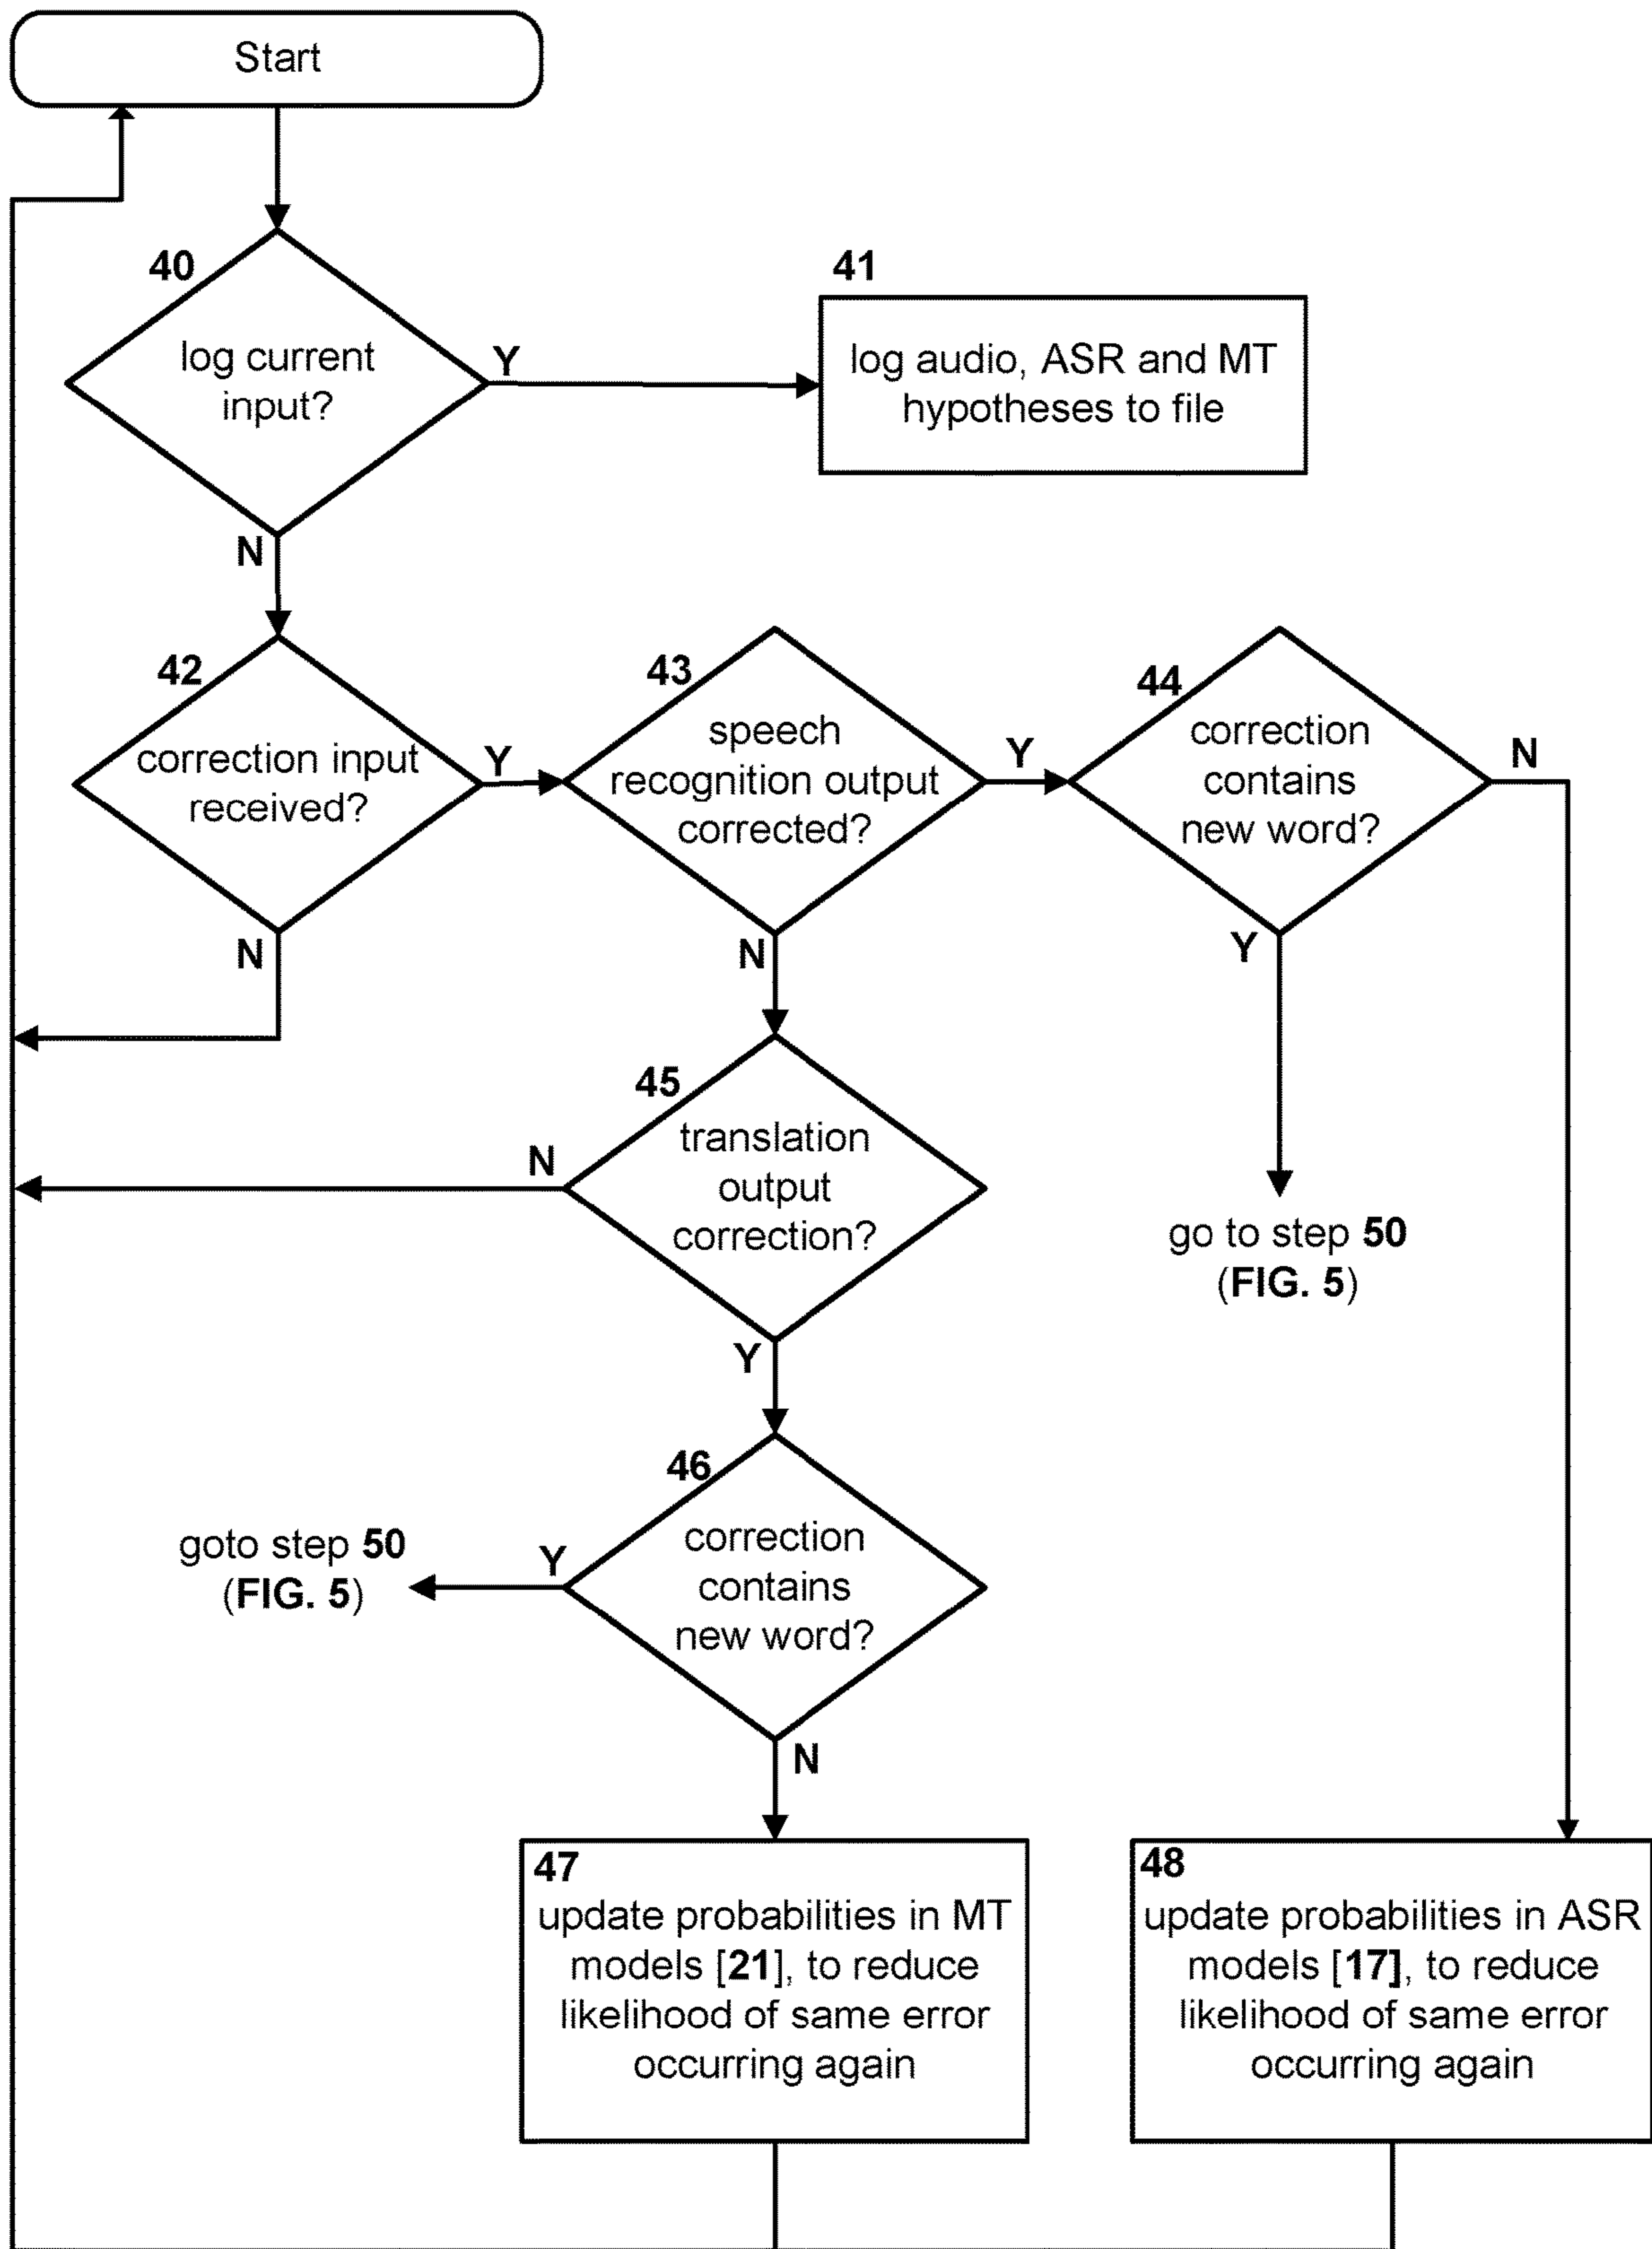 Start
40
log current
input?
Y
N
41
log audio, ASR and MT
hypotheses to file
42
correction input
received?
Y
N
43
speech
recognition output
corrected?
Y
N
44
correction
contains
new word?
N
Y
go to step 50
(FIG. 5)
45
translation
output
correction?
N
Y
46
correction
contains
new word?
Y
goto step 50
(FIG. 5)
N
47
update probabilities in MT
models [21], to reduce
likelihood of same error
occurring again
48
update probabilities in ASR
models [17], to reduce
likelihood of same error
occurring again